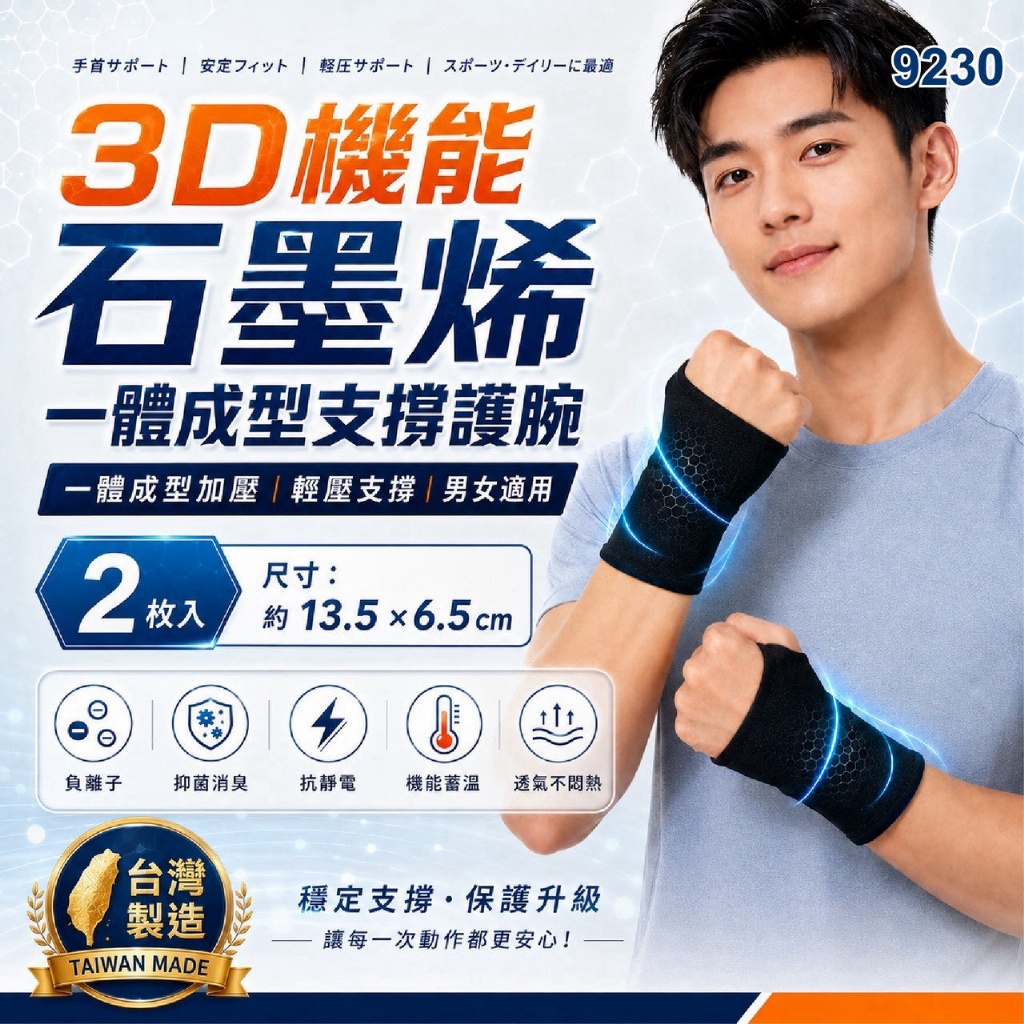 手首サポート | 安定フィット | 軽圧サポート | スポーツ・デイリーに最適
9230
3D機能
石墨烯
一體成型支撐護腕
一體成型加壓 | 輕壓支撐 | 男女適用
2枚入
尺寸：
約 13.5 × 6.5 cm
負離子
抑菌消臭
抗靜電
機能蓄溫
透氣不悶熱
台灣
製造
TAIWAN MADE
穩定支撐・保護升級
讓每一次動作都更安心！